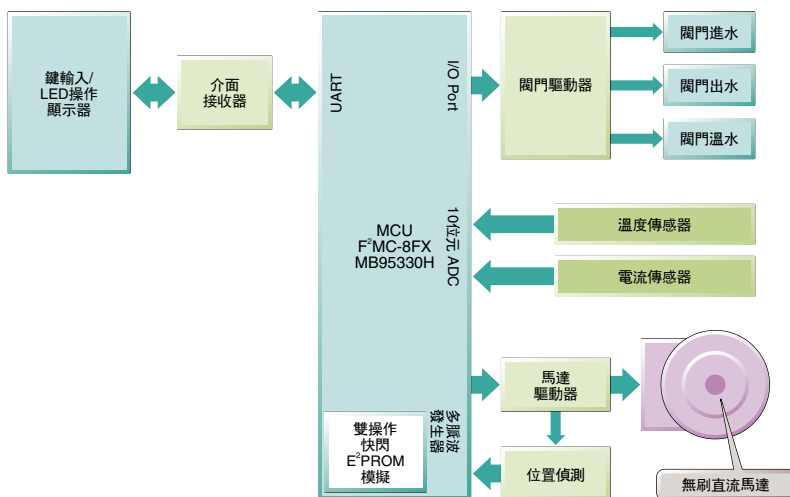 鍵輸入/
LED操作
顯示器
介面
接收器
UART
I/O Port
閥門驅動器
閥門進水
閥門出水
閥門溫水
MCU
F²MC-8FX
MB95330H
10位元 ADC
溫度傳感器
電流傳感器
多脈波
發生器
馬達
驅動器
雙操作
快閃
E²PROM
模擬
位置偵測
無刷直流馬達